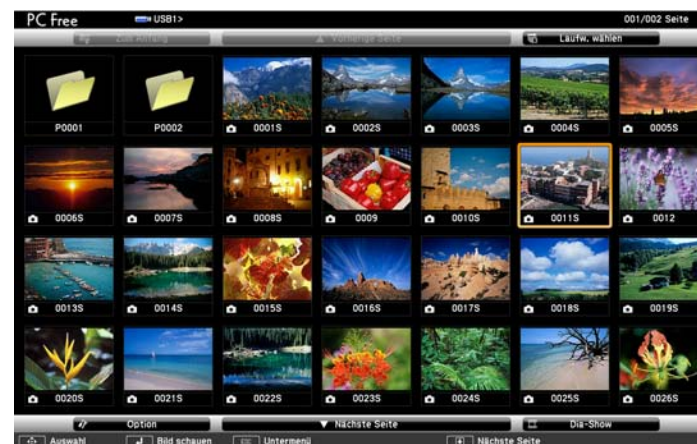 PC Free USB1> 001/002 Seite
Zum Anfang ▲ Vorherige Seite Laufw. wählen
P0001 P0002 0001S 0002S 0003S 0004S 0005S
0006S 0007S 0008S 0009 0010S 0011S 0012
0013S 0014S 0015S 0016S 0017S 0018S 0019S
0020S 0021S 0022S 0023S 0024S 0025S 0026S
Option ▼ Nächste Seite Dia-Show
Auswahl Bild schauen ESC Untermenü Nächste Seite